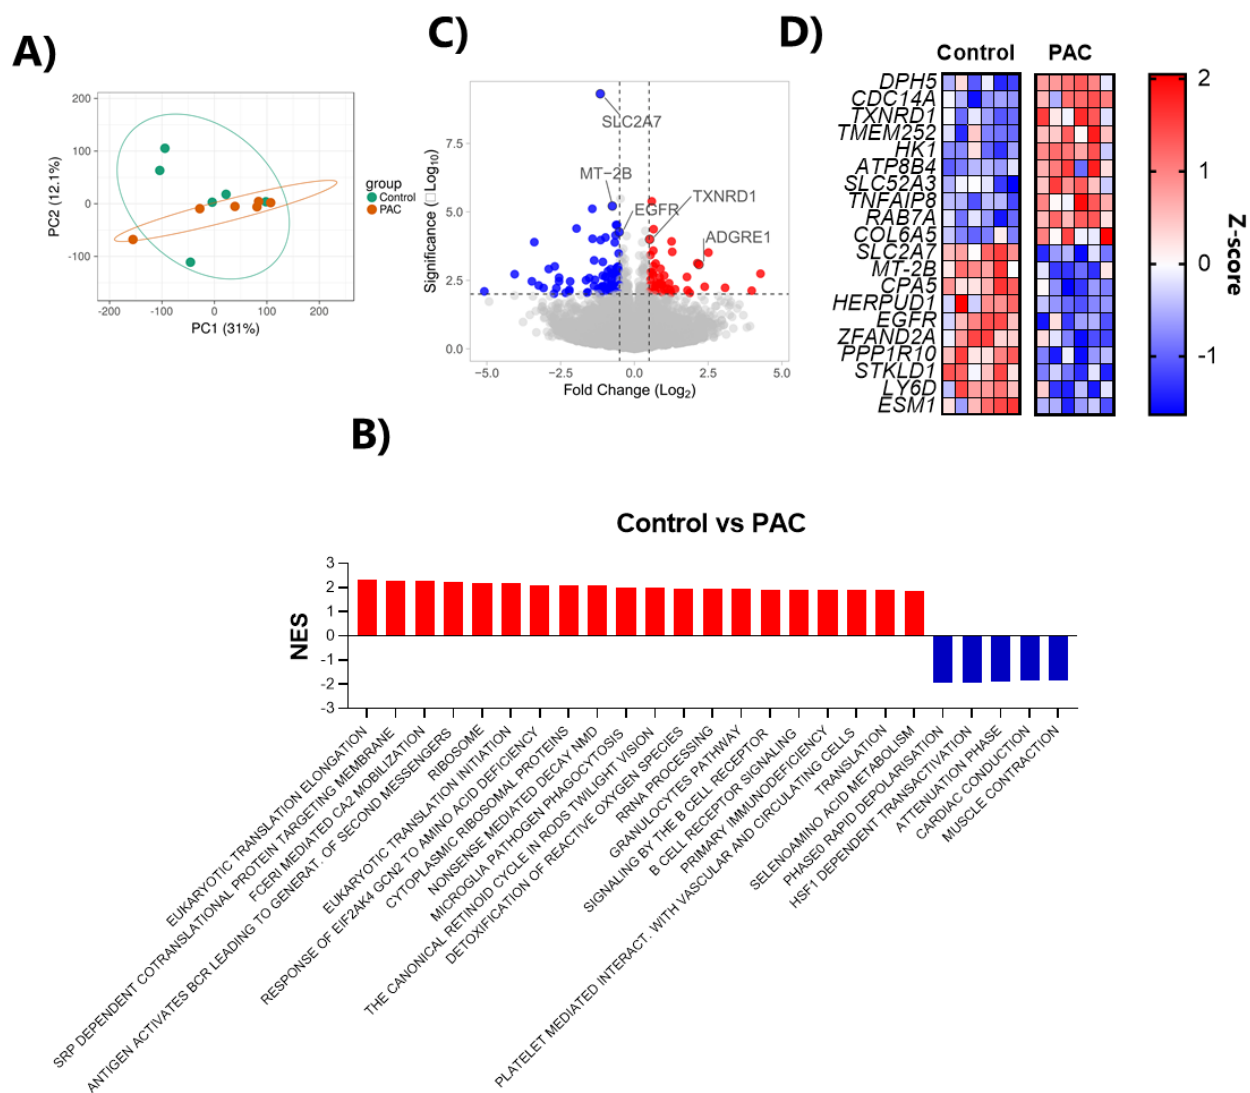 A)
200
100
0
-100
-200
-100
0
100
200
PC2 (12.1%)
PC1 (31%)
group
Control
PAC
C)
7.5
5.0
2.5
0.0
-5.0
-2.5
0.0
2.5
5.0
Significance (□Log10)
Fold Change (Log2)
SLC2A7
MT-2B
EGFR
TXNRD1
ADGRE1
D)
Control
PAC
DPH5
CDC14A
TXNRD1
TMEM252
HK1
ATP8B4
SLC52A3
TNFAIP8
RAB7A
COL6A5
SLC2A7
MT-2B
CPA5
HERPUD1
EGFR
ZFAND2A
PPP1R10
STKLD1
LY6D
ESM1
2
1
0
-1
Z-score
B)
Control vs PAC
NES
3
2
1
0
-1
-2
-3
EUKARYOTIC TRANSLATION ELONGATION
SRP DEPENDENT COTRANSLATIONAL PROTEIN TARGETING MEMBRANE
FCERI MEDIATED CA2 MOBILIZATION
ANTIGEN ACTIVATES BCR LEADING TO GENERAT. OF SECOND MESSENGERS
RIBOSOME
EUKARYOTIC TRANSLATION INITIATION
RESPONSE OF EIF2AK4 GCN2 TO AMINO ACID DEFICIENCY
CYTOPLASMIC RIBOSOMAL PROTEINS
NONSENSE MEDIATED DECAY NMD
MICROGLIA PATHOGEN PHAGOCYTOSIS
THE CANONICAL RETINOID CYCLE IN RODS TWILIGHT VISION
DETOXIFICATION OF REACTIVE OXYGEN SPECIES
RRNA PROCESSING
GRANULOCYTES PATHWAY
SIGNALING BY THE B CELL RECEPTOR
B CELL RECEPTOR SIGNALING
PRIMARY IMMUNODEFICIENCY
PLATELET MEDIATED INTERACT. WITH VASCULAR AND CIRCULATING CELLS
TRANSLATION
SELENOAMINO ACID METABOLISM
PHASE0 RAPID DEPOLARISATION
HSF1 DEPENDENT TRANSACTIVATION
ATTENUATION PHASE
CARDIAC CONDUCTION
MUSCLE CONTRACTION